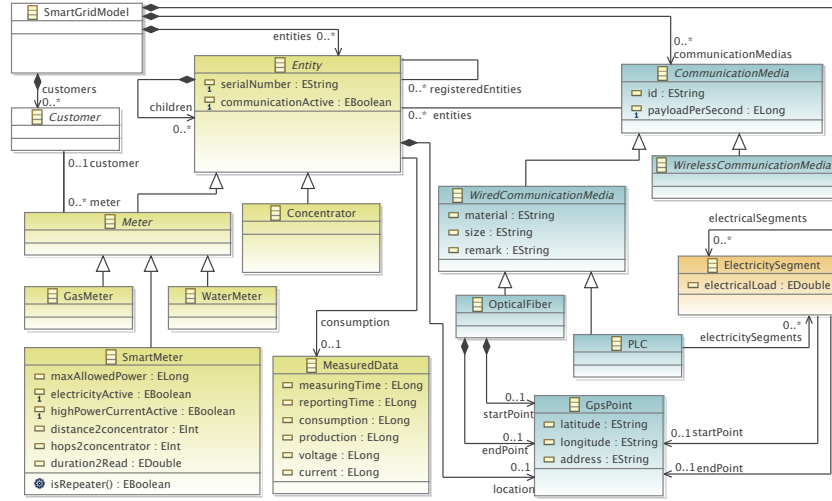 SmartGridModel
entities 0..*
0..*
communicationMedias
customers
0..*
Customer
Entity
serialNumber : EString
communicationActive : EBoolean
children
0..*
0..* registeredEntities
0..* entities
CommunicationMedia
id : EString
payloadPerSecond : ELong
0..1 customer
0..* meter
WirelessCommunicationMedia
Meter
Concentrator
WiredCommunicationMedia
material : EString
size : EString
remark : EString
electricalSegments
0..*
ElectricitySegment
electricalLoad : EDouble
GasMeter
WaterMeter
OpticalFiber
consumption
0..1
0..*
electricitySegments
PLC
SmartMeter
maxAllowedPower : ELong
electricityActive : EBoolean
highPowerCurrentActive : EBoolean
distance2concentrator : EInt
hops2concentrator : EInt
duration2Read : EDouble
isRepeater() : EBoolean
MeasuredData
measuringTime : ELong
reportingTime : ELong
consumption : ELong
production : ELong
voltage : ELong
current : ELong
0..1
startPoint
0..1
endPoint
0..1
location
GpsPoint
latitude : EString
longitude : EString
address : EString
0..1 startPoint
0..1 endPoint